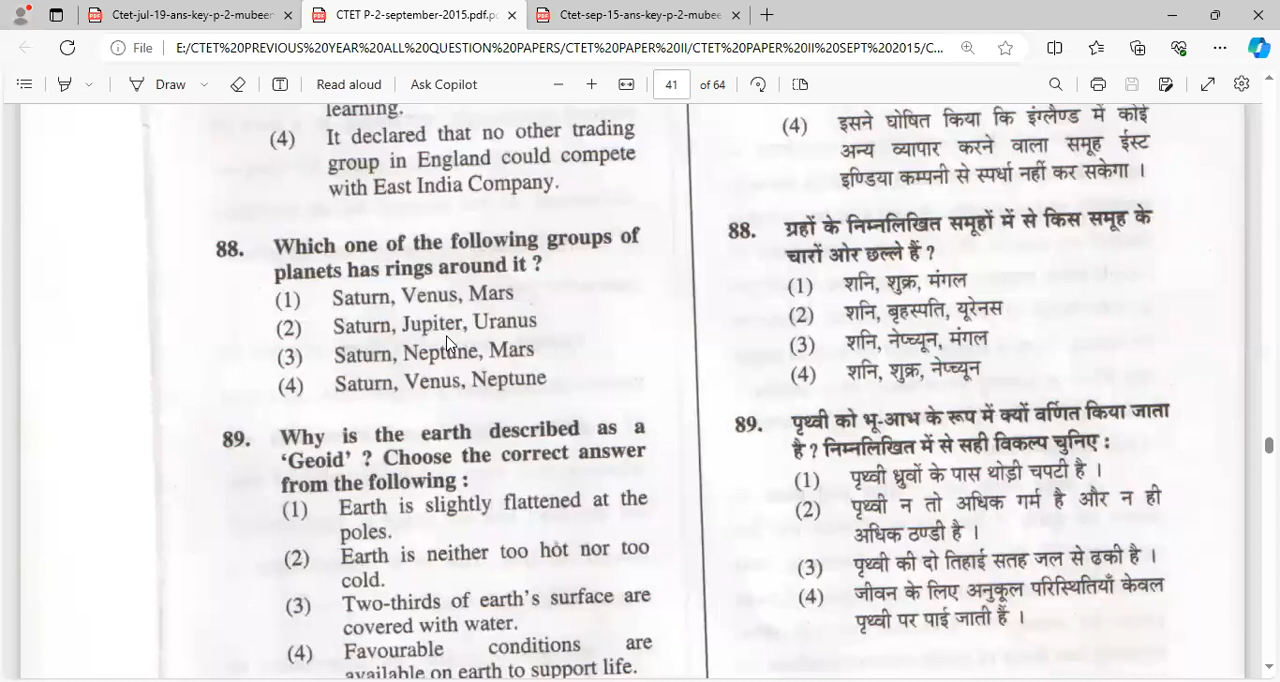 Ctet-jul-19-ans-key-p-2-mubee
CTET P-2-september-2015.pdf.p
Ctet-sep-15-ans-key-p-2-mubee
File
E:/CTET%20PREVIOUS%20YEAR%20ALL%20QUESTION%20PAPERS/CTET%20PAPER%20II/CTET%20PAPER%20II%20SEPT%202015/C...
Draw
Read aloud
Ask Copilot
41 of 64
learning.
(4) It declared that no other trading
group in England could compete
with East India Company.
88. Which one of the following groups of
planets has rings around it ?
(1) Saturn, Venus, Mars
(2) Saturn, Jupiter, Uranus
(3) Saturn, Neptune, Mars
(4) Saturn, Venus, Neptune
89. Why is the earth described as a
'Geoid' ? Choose the correct answer
from the following :
(1) Earth is slightly flattened at the
poles.
(2) Earth is neither too hot nor too
cold.
(3) Two-thirds of earth's surface are
covered with water.
(4) Favourable conditions are
available on earth to support life.
(4) इसने घोषित किया कि इंग्लैण्ड में कोई
अन्य व्यापार करने वाला समूह ईस्ट
इण्डिया कम्पनी से स्पर्धा नहीं कर सकेगा ।
88. ग्रहों के निम्नलिखित समूहों में से किस समूह के
चारों ओर छल्ले हैं ?
(1) शनि, शुक्र, मंगल
(2) शनि, बृहस्पति, यूरेनस
(3) शनि, नेप्च्यून, मंगल
(4) शनि, शुक्र, नेप्च्यून
89. पृथ्वी को भू-आभ के रूप में क्यों वर्णित किया जाता
है ? निम्नलिखित में से सही विकल्प चुनिए :
(1) पृथ्वी ध्रुवों के पास थोड़ी चपटी है ।
(2) पृथ्वी न तो अधिक गर्म है और न ही
अधिक ठण्डी है ।
(3) पृथ्वी की दो तिहाई सतह जल से ढकी है ।
(4) जीवन के लिए अनुकूल परिस्थितियाँ केवल
पृथ्वी पर पाई जाती हैं ।